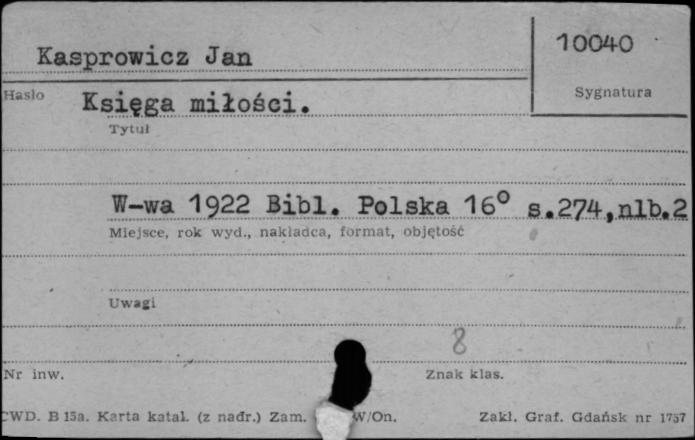 10040
Kasprowicz Jan
Hasło
Sygnatura
Księga miłości.
Tytuł
W-wa 1922 Bibl. Polska 16° s.274,nlb.2
Miejsce, rok wyd., nakładca, format, objętość
Uwagi
8
Nr inw.
Znak klas.
CWD. B 15a. Karta katal. (z nadr.) Zam. W/On.
Zakł. Graf. Gdańsk nr 1757